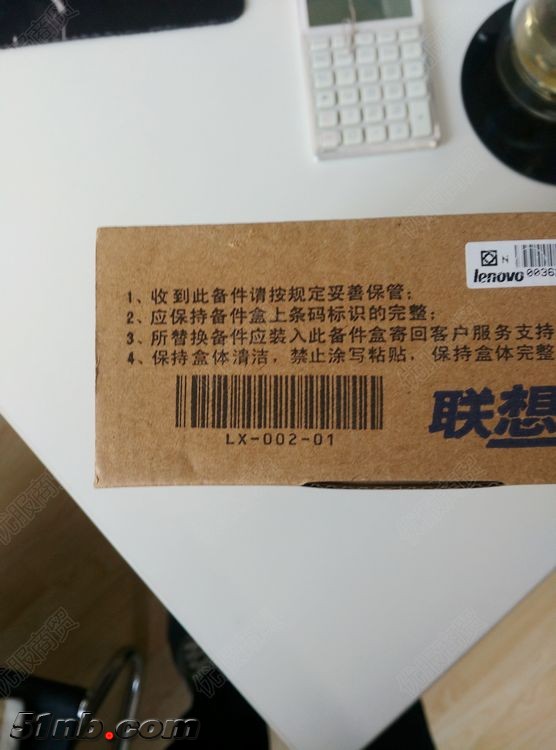 N
lenovo 0036
1、收到此备件请按规定妥善保管；
2、应保持备件盒上条码标识的完整；
3、所替换备件应装入此备件盒寄回客户服务支持
4、保持盒体清洁，禁止涂写粘贴，保持盒体完整
LX-002-01
联想
51nb.com